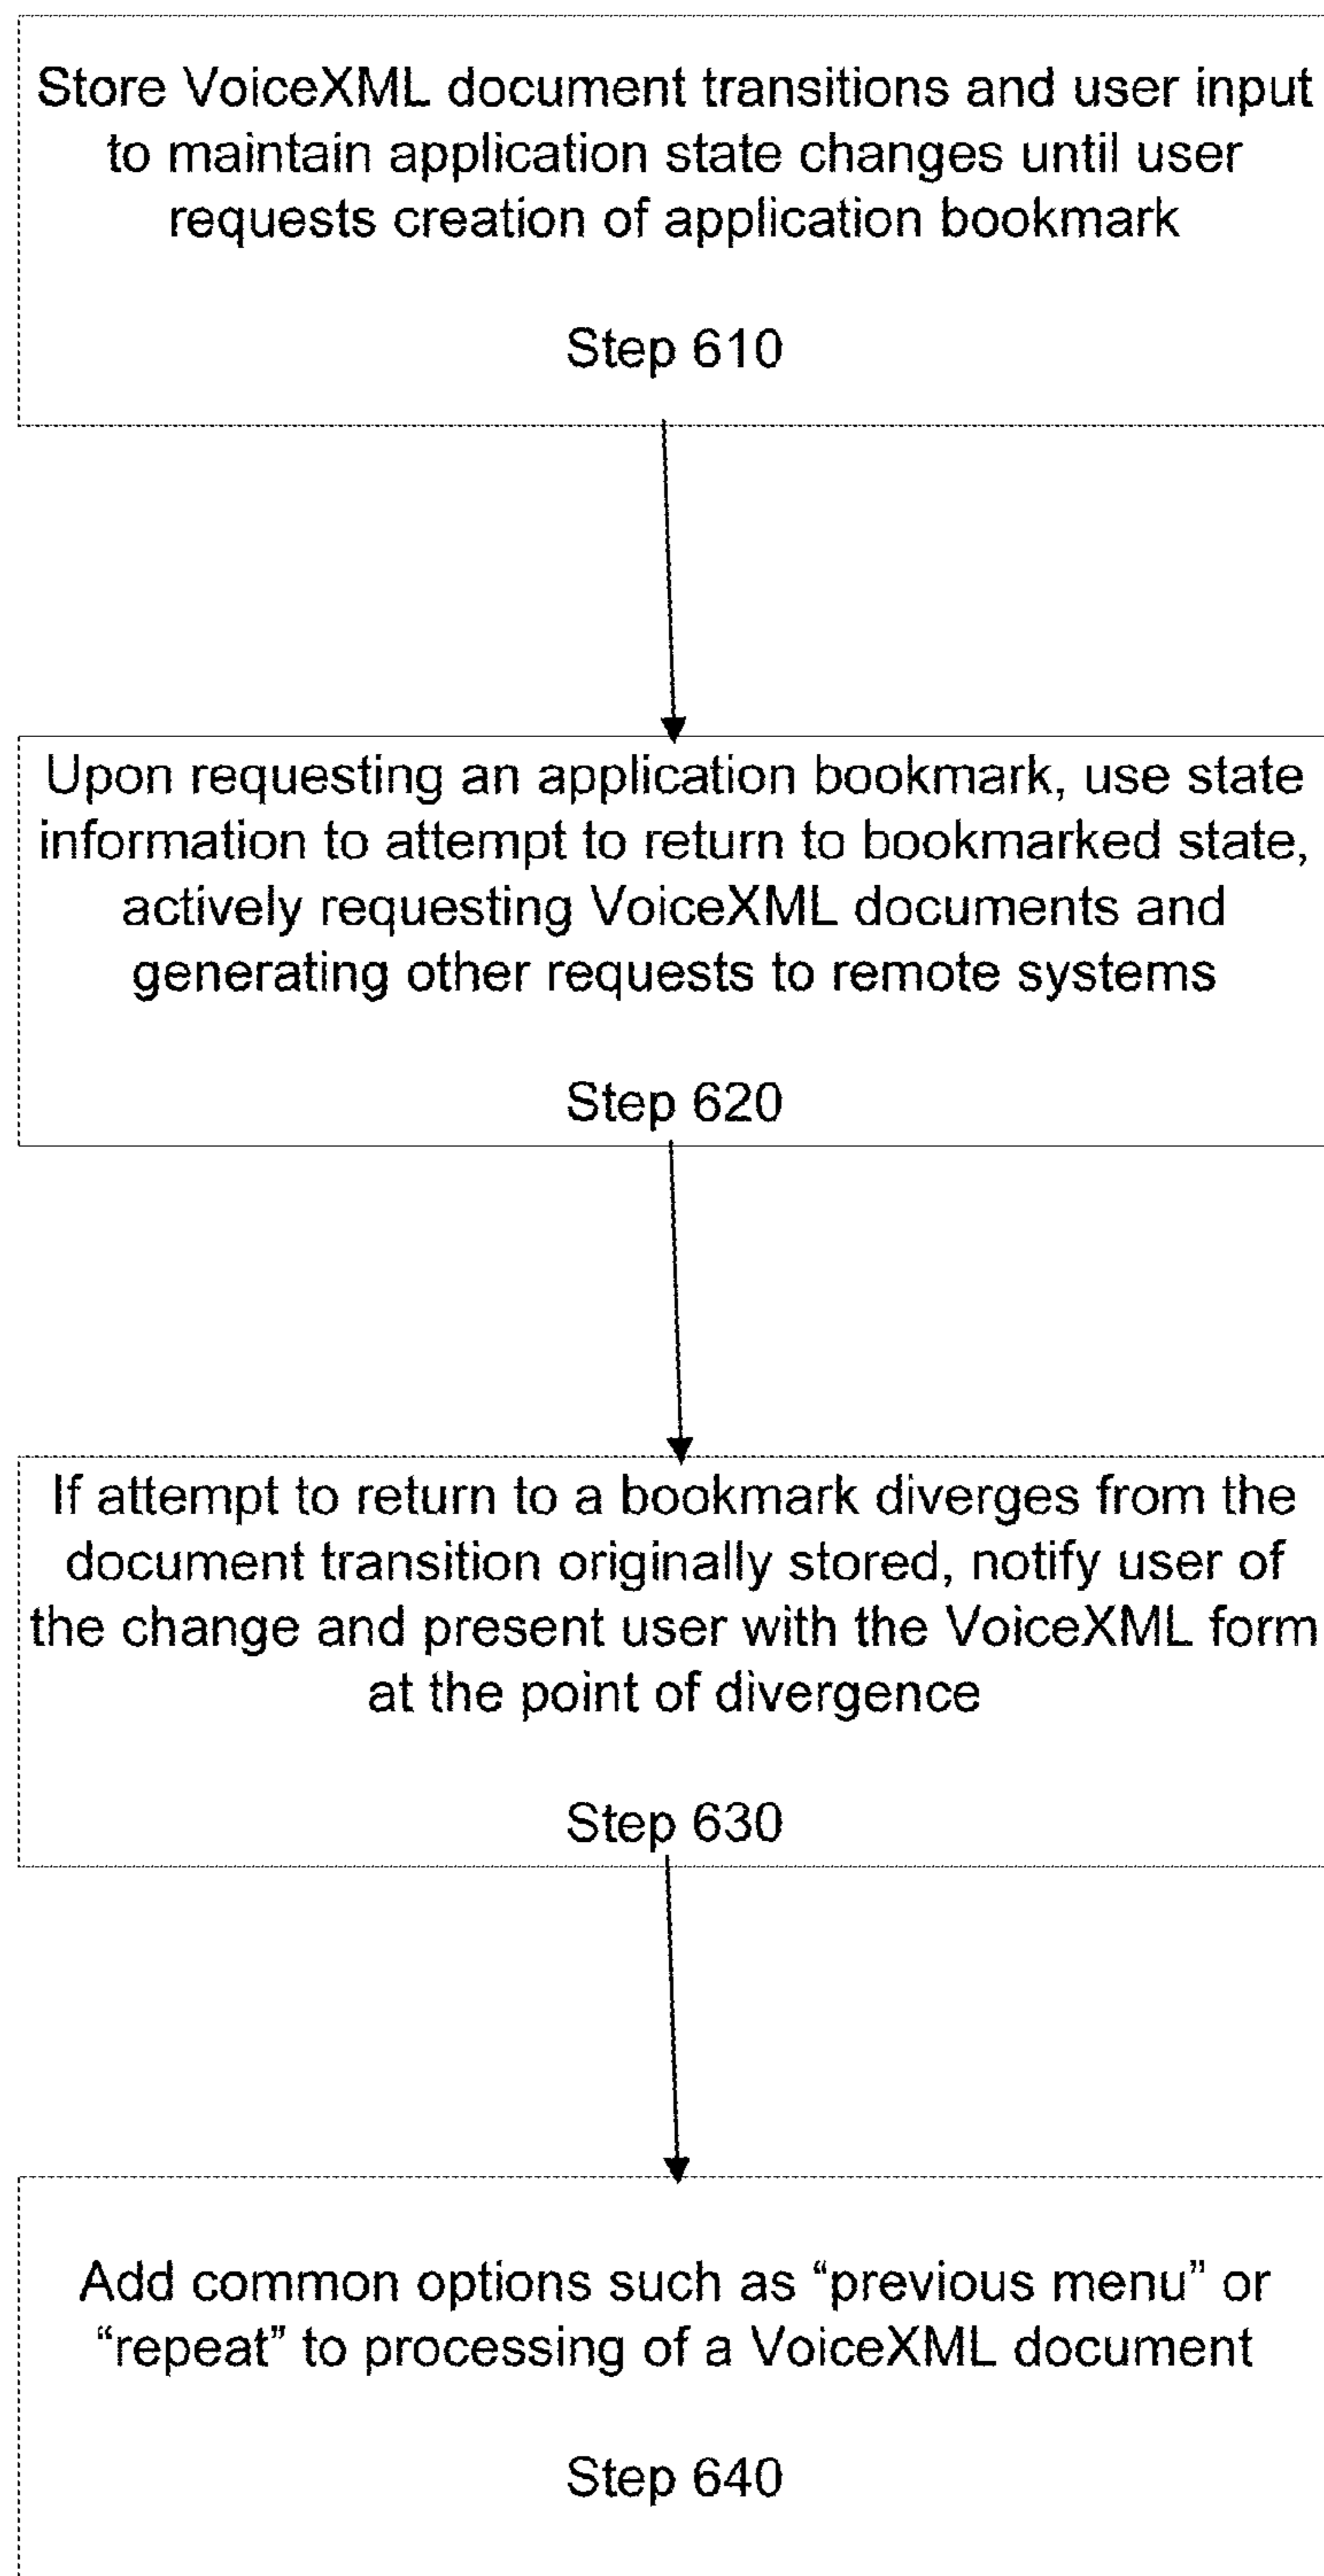 Store VoiceXML document transitions and user input
to maintain application state changes until user
requests creation of application bookmark
Step 610
Upon requesting an application bookmark, use state
information to attempt to return to bookmarked state,
actively requesting VoiceXML documents and
generating other requests to remote systems
Step 620
If attempt to return to a bookmark diverges from the
document transition originally stored, notify user of
the change and present user with the VoiceXML form
at the point of divergence
Step 630
Add common options such as “previous menu” or
“repeat” to processing of a VoiceXML document
Step 640